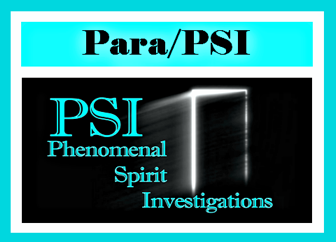 Para/PSI
PSI
Phenomenal
Spirit
Investigations